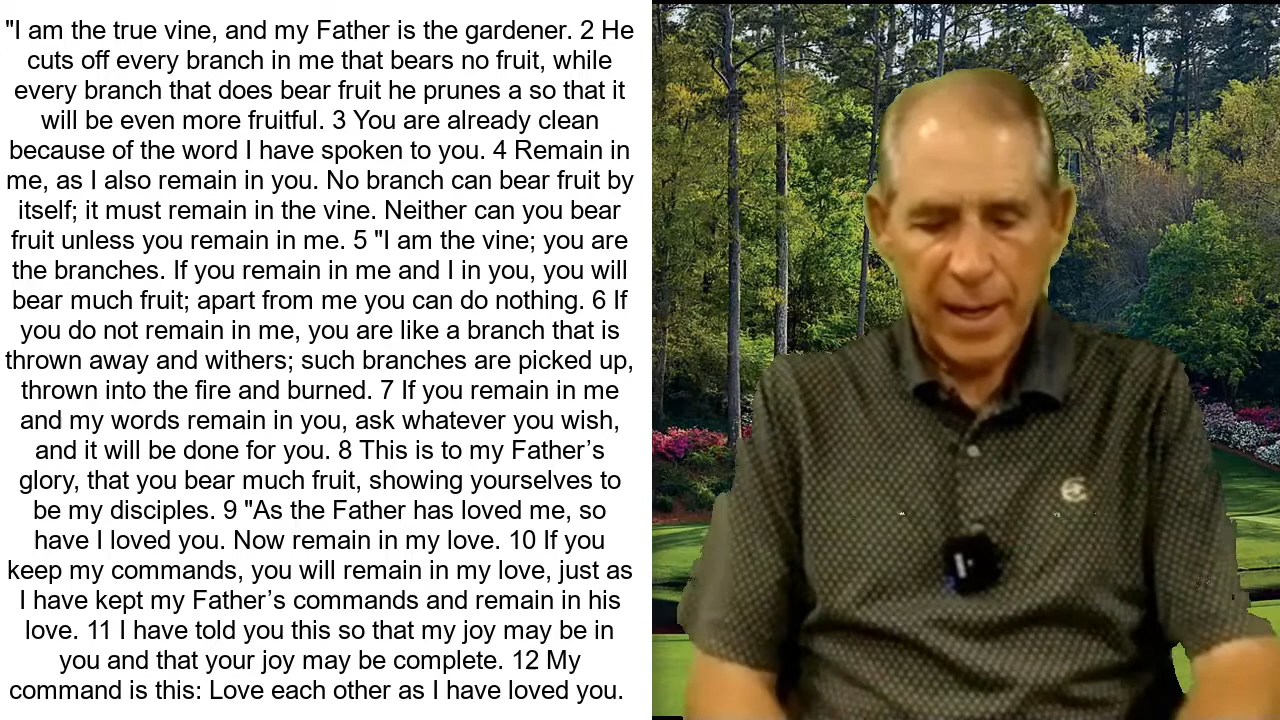 "I am the true vine, and my Father is the gardener. 2 He
cuts off every branch in me that bears no fruit, while
every branch that does bear fruit he prunes a so that it
will be even more fruitful. 3 You are already clean
because of the word I have spoken to you. 4 Remain in
me, as I also remain in you. No branch can bear fruit by
itself; it must remain in the vine. Neither can you bear
fruit unless you remain in me. 5 "I am the vine; you are
the branches. If you remain in me and I in you, you will
bear much fruit; apart from me you can do nothing. 6 If
you do not remain in me, you are like a branch that is
thrown away and withers; such branches are picked up,
thrown into the fire and burned. 7 If you remain in me
and my words remain in you, ask whatever you wish,
and it will be done for you. 8 This is to my Father’s
glory, that you bear much fruit, showing yourselves to
be my disciples. 9 "As the Father has loved me, so
have I loved you. Now remain in my love. 10 If you
keep my commands, you will remain in my love, just as
I have kept my Father’s commands and remain in his
love. 11 I have told you this so that my joy may be in
you and that your joy may be complete. 12 My
command is this: Love each other as I have loved you.